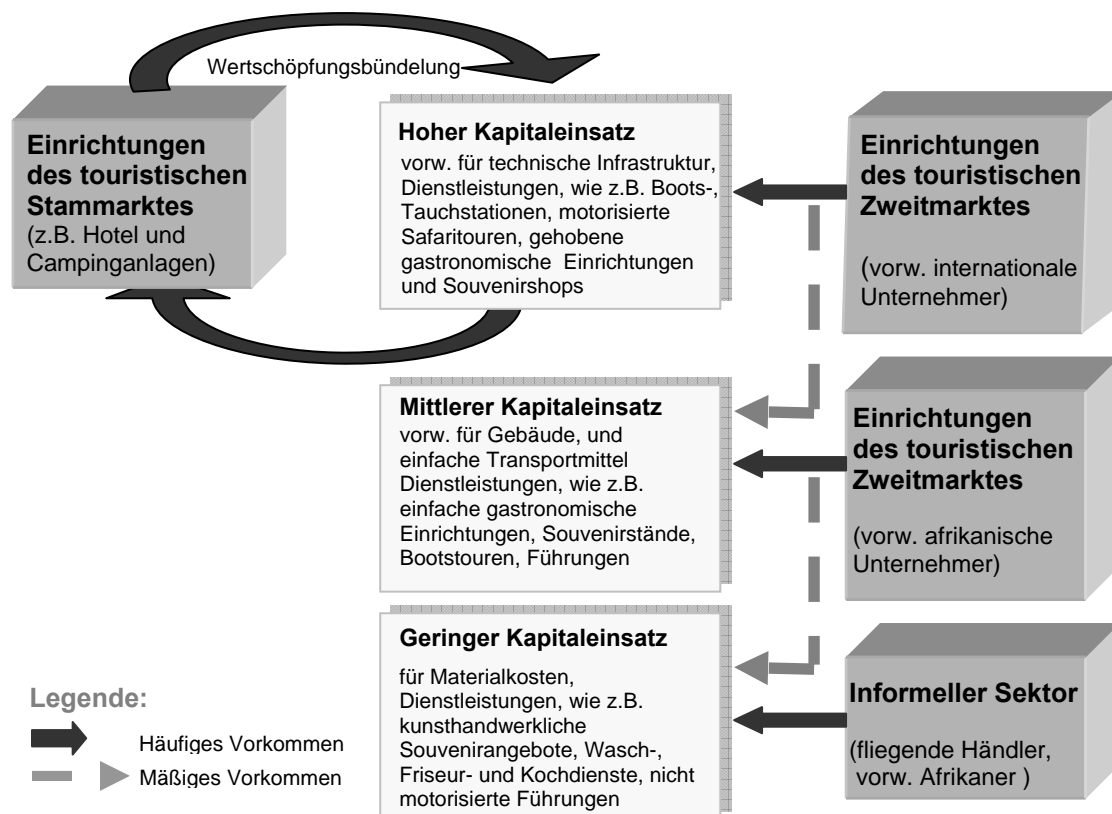 Wertschöpfungsbündelung
Einrichtungen
des touristischen
Stammarktes
(z.B. Hotel und
Campinganlagen)
Hoher Kapitaleinsatz
vorw. für technische Infrastruktur,
Dienstleistungen, wie z.B. Boots-,
Tauchstationen, motorisierte
Safaritouren, gehobene
gastronomische Einrichtungen
und Souvenirshops
Einrichtungen
des touristischen
Zweitmarktes
(vorw. internationale
Unternehmer)
Mittlerer Kapitaleinsatz
vorw. für Gebäude, und
einfache Transportmittel
Dienstleistungen, wie z.B.
einfache gastronomische
Einrichtungen, Souvenirstände,
Bootstouren, Führungen
Einrichtungen
des touristischen
Zweitmarktes
(vorw. afrikanische
Unternehmer)
Geringer Kapitaleinsatz
für Materialkosten,
Dienstleistungen, wie z.B.
kunsthandwerkliche
Souvenirangebote, Wasch-,
Friseur- und Kochdienste, nicht
motorisierte Führungen
Informeller Sektor
(fliegende Händler,
vorw. Afrikaner )
Legende:
Häufiges Vorkommen
Mäßiges Vorkommen